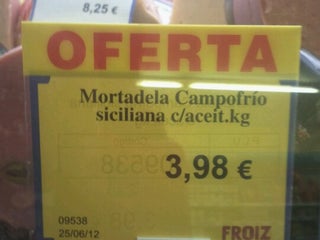 8,25 €
OFERTA
Mortadela Campofrío
siciliana c/aceit.kg
3,98 €
09538
25/06/12
FROIZ